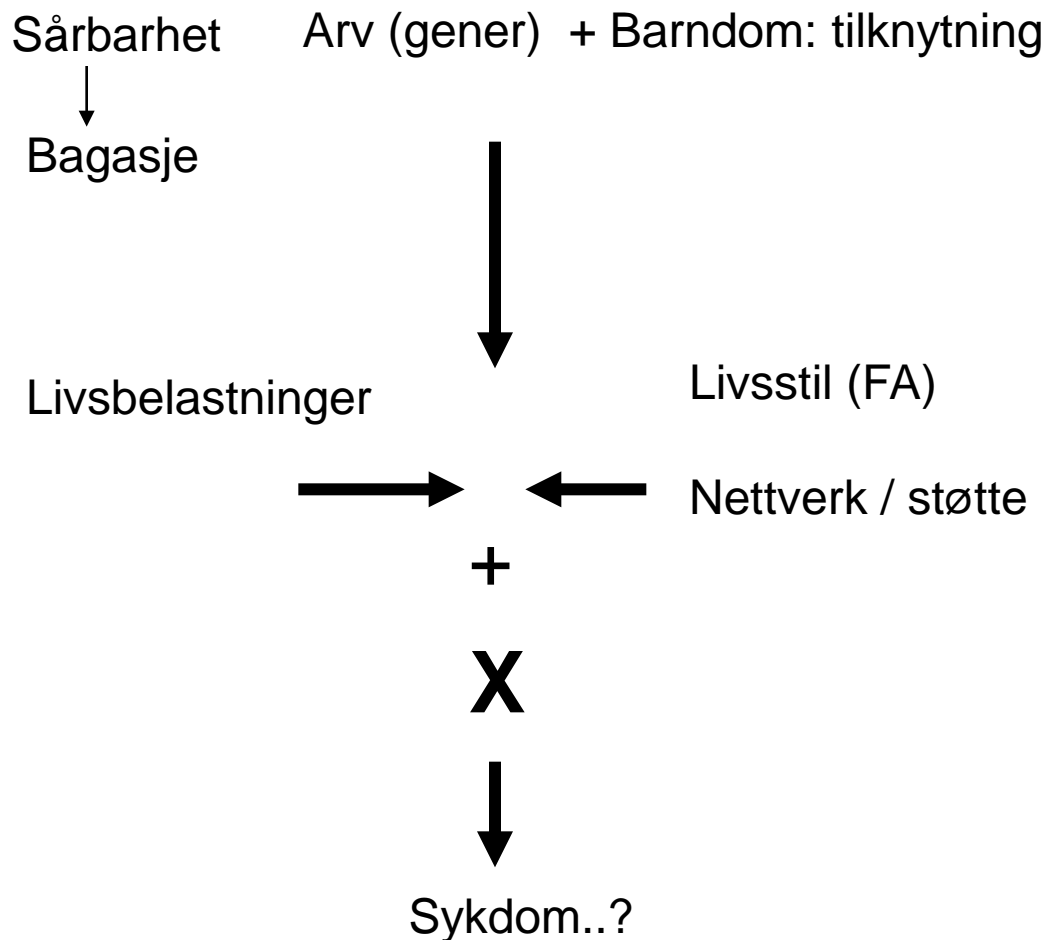 Sårbarhet
Arv (gener) + Barndom: tilknytning
Bagasje
Livsbelastninger
Livsstil (FA)
Nettverk / støtte
+
X
Sykdom..?